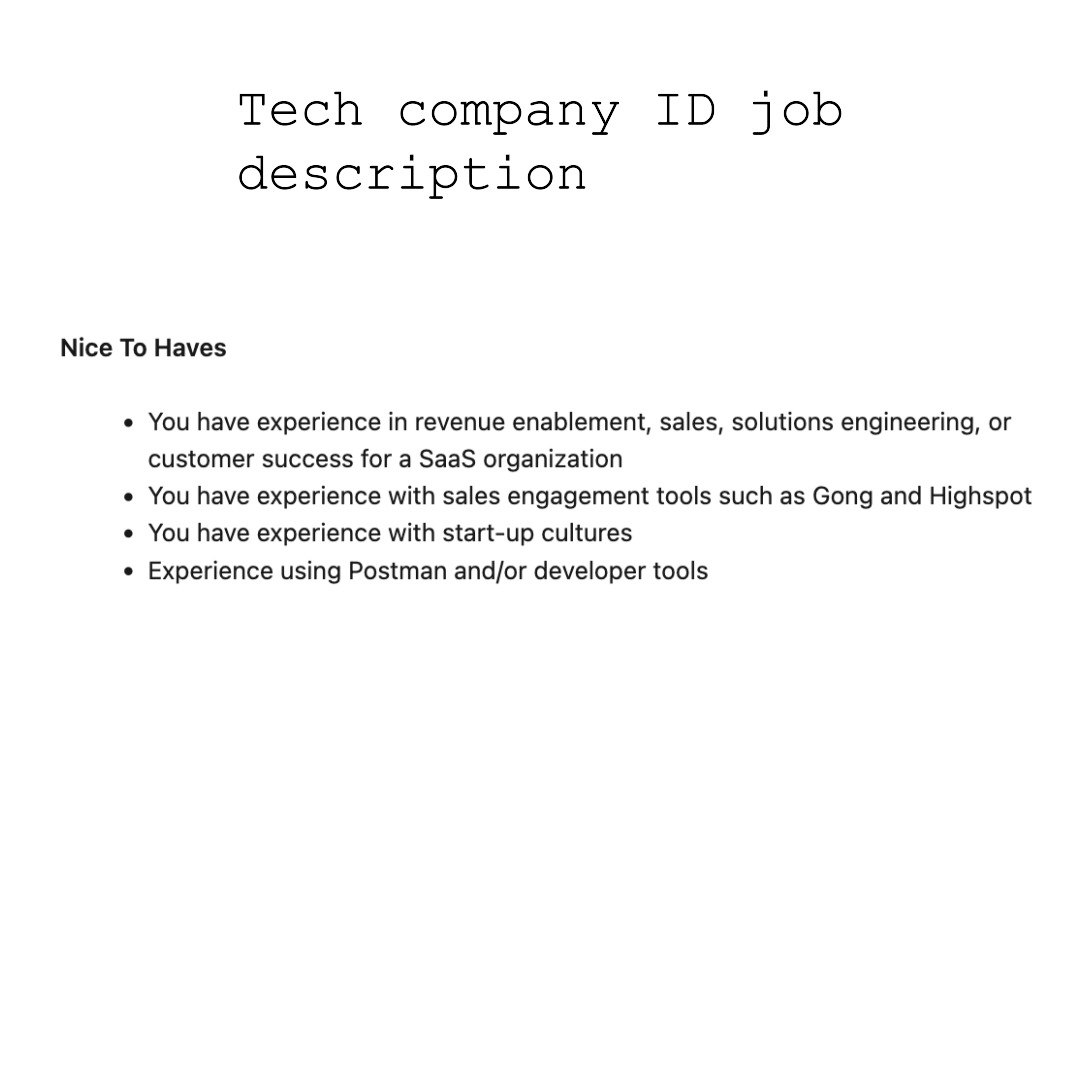 Tech company ID job
description
Nice To Haves
• You have experience in revenue enablement, sales, solutions engineering, or
customer success for a SaaS organization
• You have experience with sales engagement tools such as Gong and Highspot
• You have experience with start-up cultures
• Experience using Postman and/or developer tools